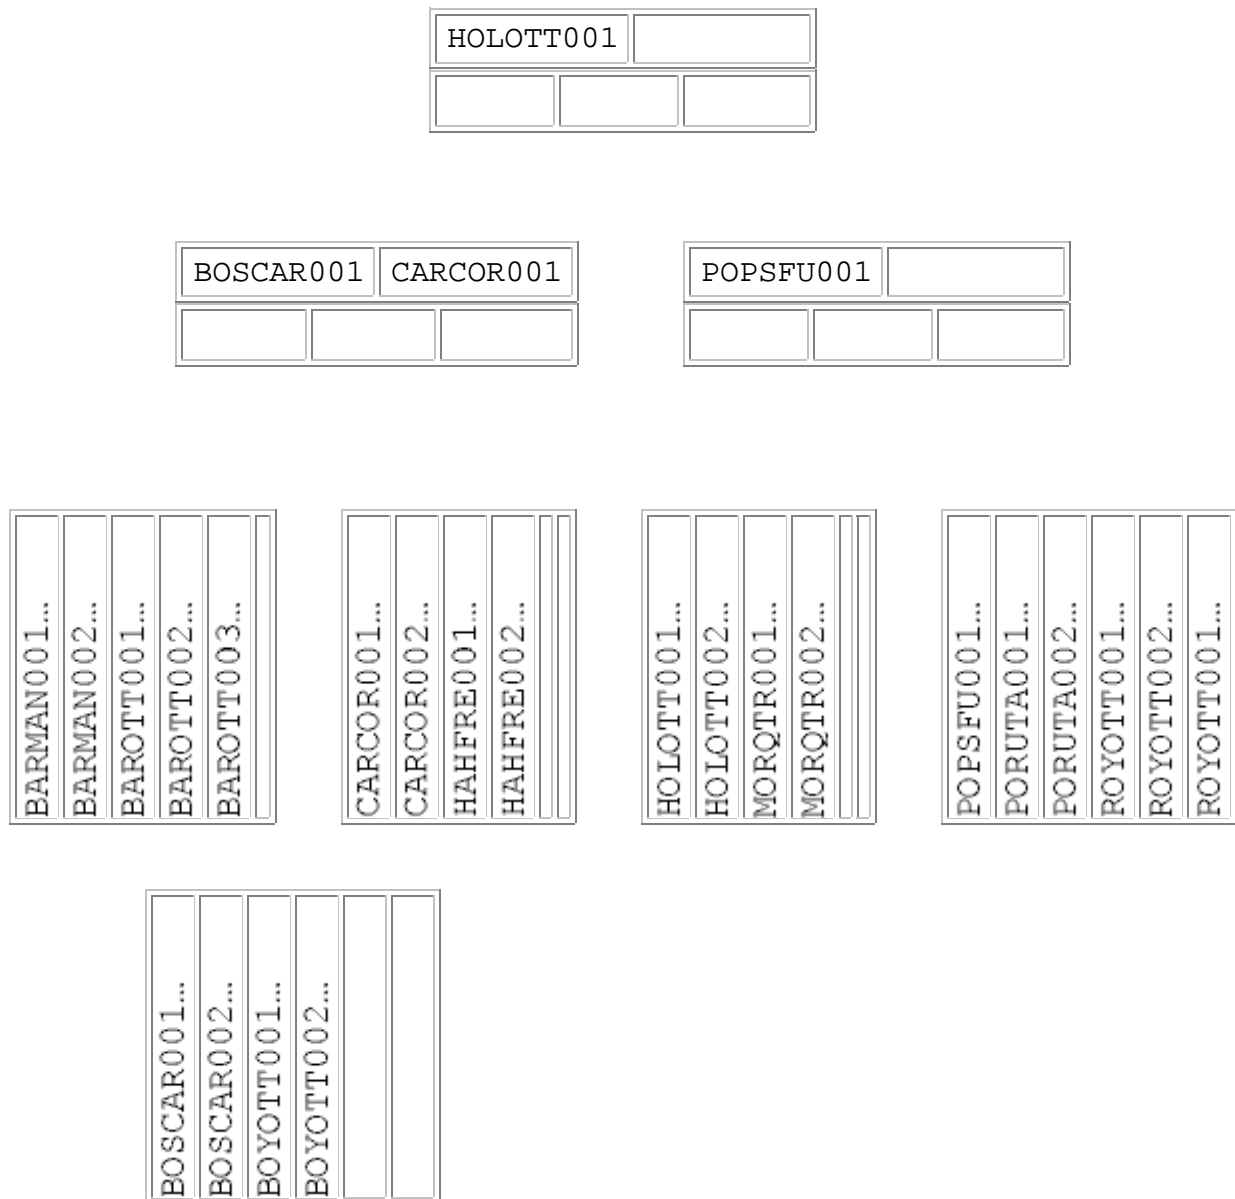 HOLOTT001
BOSCAR001 CARCOR001
POPSFU001
BARMAN001...
BARMAN002...
BAROTT001...
BAROTT002...
BAROTT003...
CARCOR001...
CARCOR002...
HAHFRE001...
HAHFRE002...
HOLOTT001...
HOLOTT002...
MORQTR001...
MORQTR002...
POPSFU001...
PORUTA001...
PORUTA002...
ROYOTT001...
ROYOTT002...
ROYOTT001...
BOSCAR001...
BOSCAR002...
BOYOTT001...
BOYOTT002...